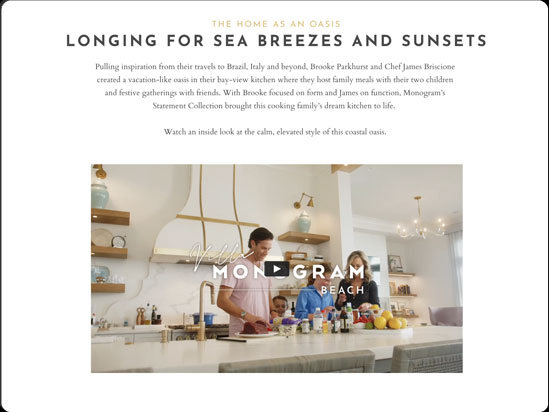 THE HOME AS AN OASIS
LONGING FOR SEA BREEZES AND SUNSETS
Pulling inspiration from their travels to Brazil, Italy and beyond, Brooke Parkhurst and Chef James Briscione
created a vacation-like oasis in their bay-view kitchen where they host family meals with their two children
and festive gatherings with friends. With Brooke focused on form and James on function, Monogram's
Statement Collection brought this cooking family's dream kitchen to life.
Watch an inside look at the calm, elevated style of this coastal oasis.
Villa
MONOGRAM
BEACH